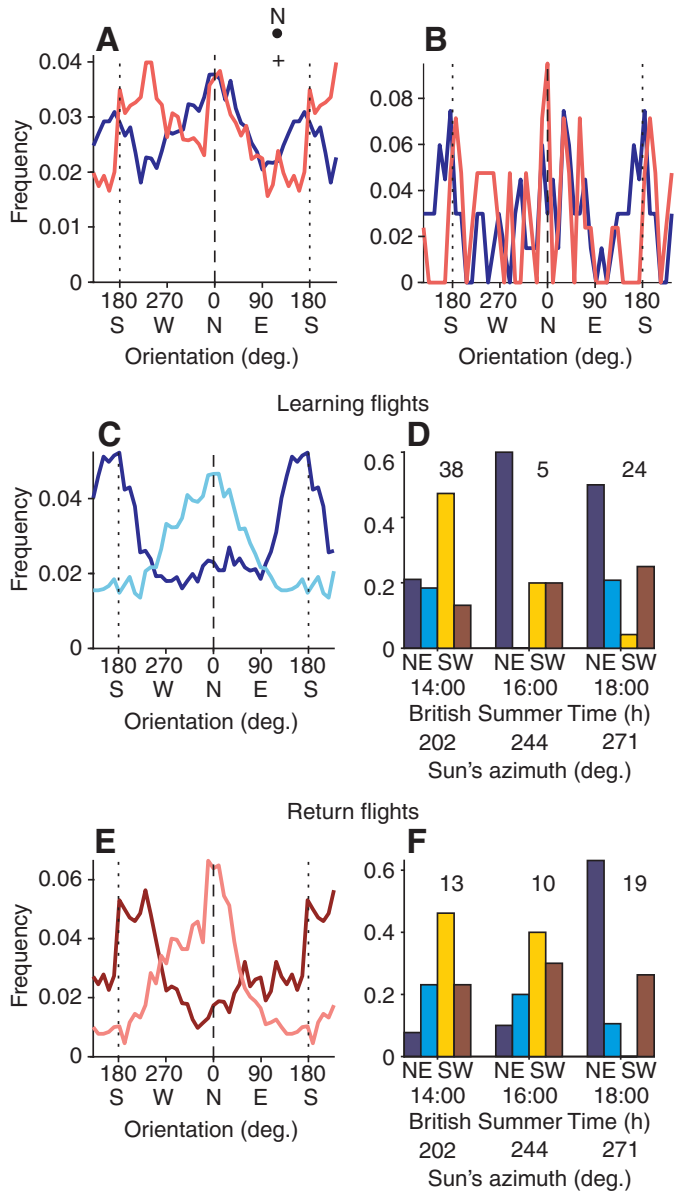 A
N
+
B
Frequency
0.04
0.03
0.02
0.01
0
0.08
0.06
0.04
0.02
0
180 270 0 90 180
S W N E S
Orientation (deg.)
180 270 0 90 180
S W N E S
Orientation (deg.)
Learning flights
C
D
Frequency
0.04
0.02
0
180 270 0 90 180
S W N E S
Orientation (deg.)
0.6
0.4
0.2
0
38 5 24
NE SW NE SW NE SW
14:00 16:00 18:00
British Summer Time (h)
202 244 271
Sun's azimuth (deg.)
Return flights
E
F
Frequency
0.06
0.04
0.02
0
180 270 0 90 180
S W N E S
Orientation (deg.)
0.6
0.4
0.2
0
13 10 19
NE SW NE SW NE SW
14:00 16:00 18:00
British Summer Time (h)
202 244 271
Sun's azimuth (deg.)